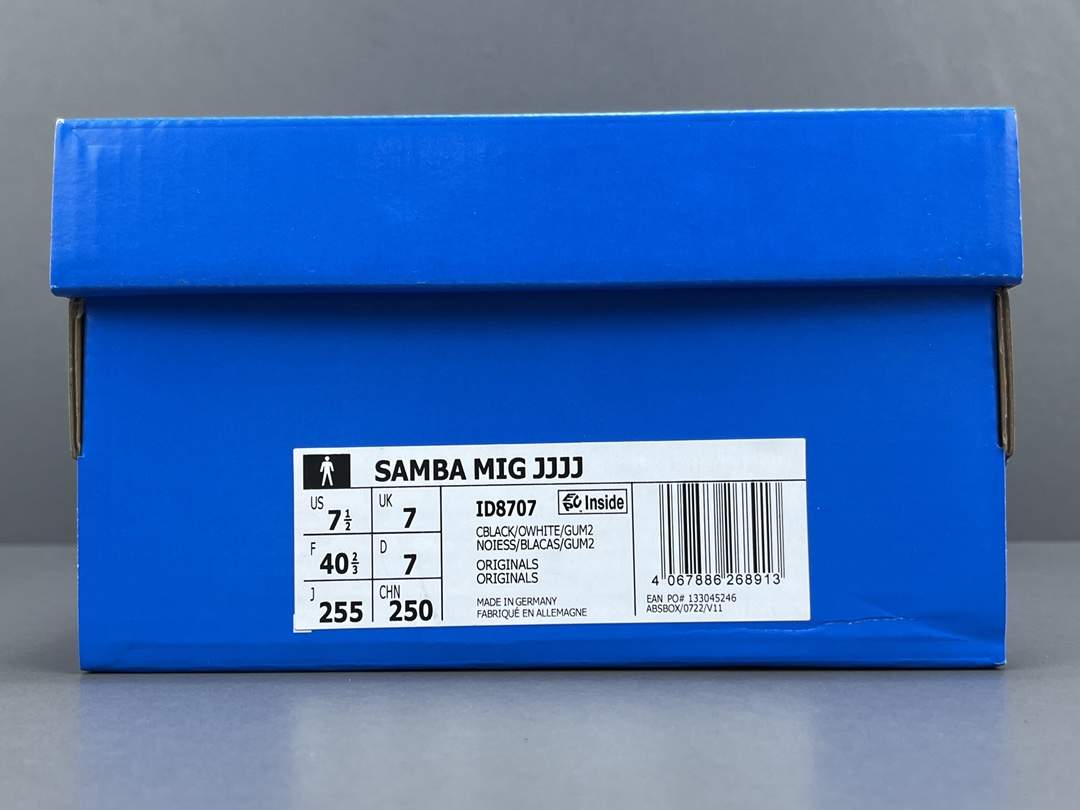 SAMBA MIG JJJJ
US 7½
UK 7
F 40⅔
D 7
J 255
CHN 250
ID8707
Inside
CBLACK/OWHITE/GUM2
NOIESS/BLACAS/GUM2
ORIGINALS
ORIGINALS
MADE IN GERMANY
FABRIQUÉ EN ALLEMAGNE
4 067886 268913
EAN PO# 133045246
ABSBOX/0722/V11